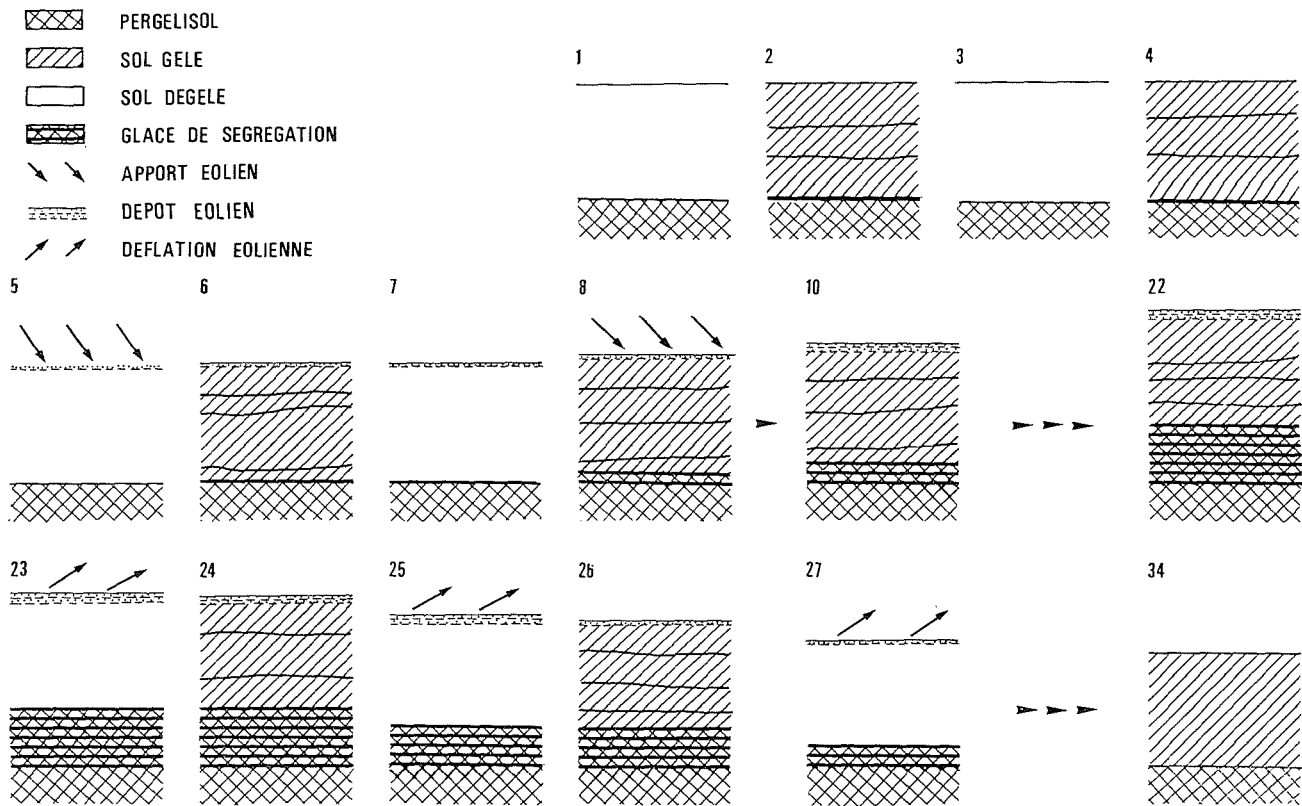 PERGELISOL
SOL GELE
SOL DEGELE
GLACE DE SEGREGATION
APPORT EOLIEN
DEPOT EOLIEN
DEFLATION EOLIENNE
1 2 3 4
5 6 7 8 10 22
23 24 25 26 27 34